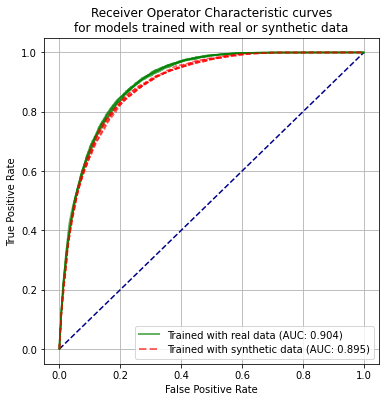 Receiver Operator Characteristic curves
for models trained with real or synthetic data
True Positive Rate
1.0
0.8
0.6
0.4
0.2
0.0
0.0 0.2 0.4 0.6 0.8 1.0
False Positive Rate
Trained with real data (AUC: 0.904)
Trained with synthetic data (AUC: 0.895)